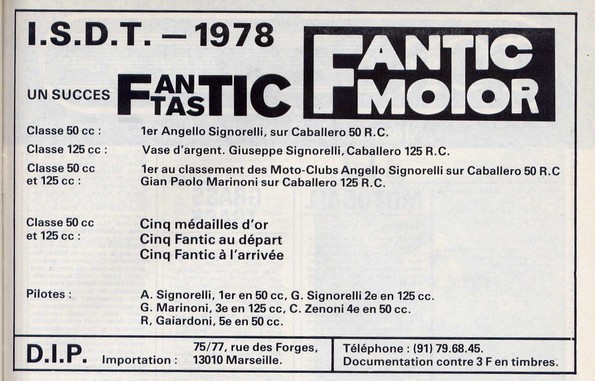 I.S.D.T. – 1978
FANTIC
MOTOR
UN SUCCES FANTASTIC
Classe 50 cc : 1er Angello Signorelli, sur Caballero 50 R.C.
Classe 125 cc : Vase d'argent. Giuseppe Signorelli, Caballero 125 R.C.
Classe 50 cc 1er au classement des Moto-Clubs Angello Signorelli sur Caballero 50 R.C
et 125 cc : Gian Paolo Marinoni sur Caballero 125 R.C.
Classe 50 cc Cinq médailles d'or
et 125 cc : Cinq Fantic au départ
Cinq Fantic à l'arrivée
Pilotes : A. Signorelli, 1er en 50 cc, G. Signorelli 2e en 125 cc.
G. Marinoni, 3e en 125 cc, C. Zenoni 4e en 50 cc.
R, Gaiardoni, 5e en 50 cc.
D.I.P. Importation : 75/77, rue des Forges,
13010 Marseille.
Téléphone : (91) 79.68.45.
Documentation contre 3 F en timbres.